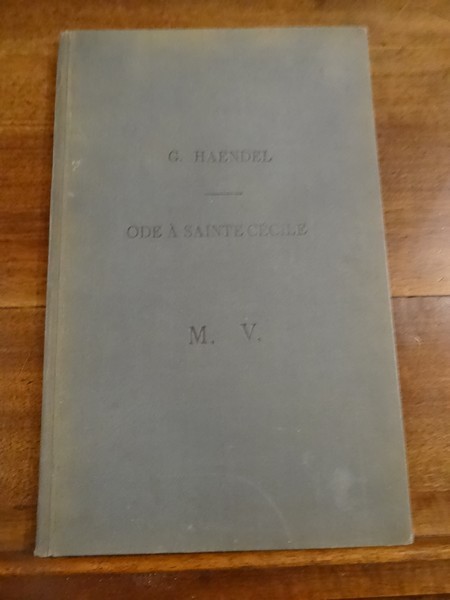 G. HAENDEL
ODE À SAINTE CÉCILE
M. V.